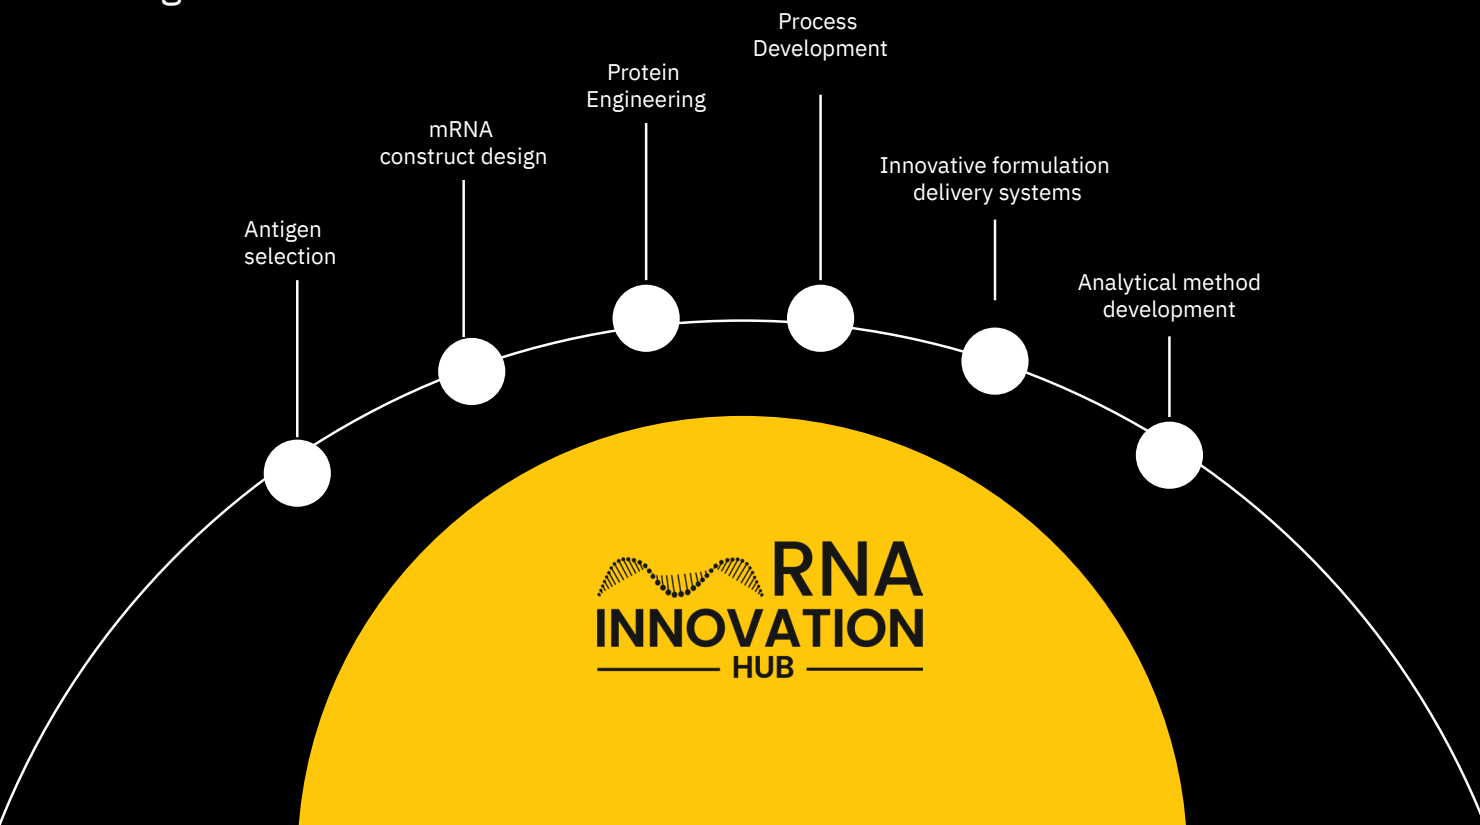 Process
Development
Protein
Engineering
mRNA
construct design
Innovative formulation
delivery systems
Antigen
selection
Analytical method
development
RNA
INNOVATION
HUB